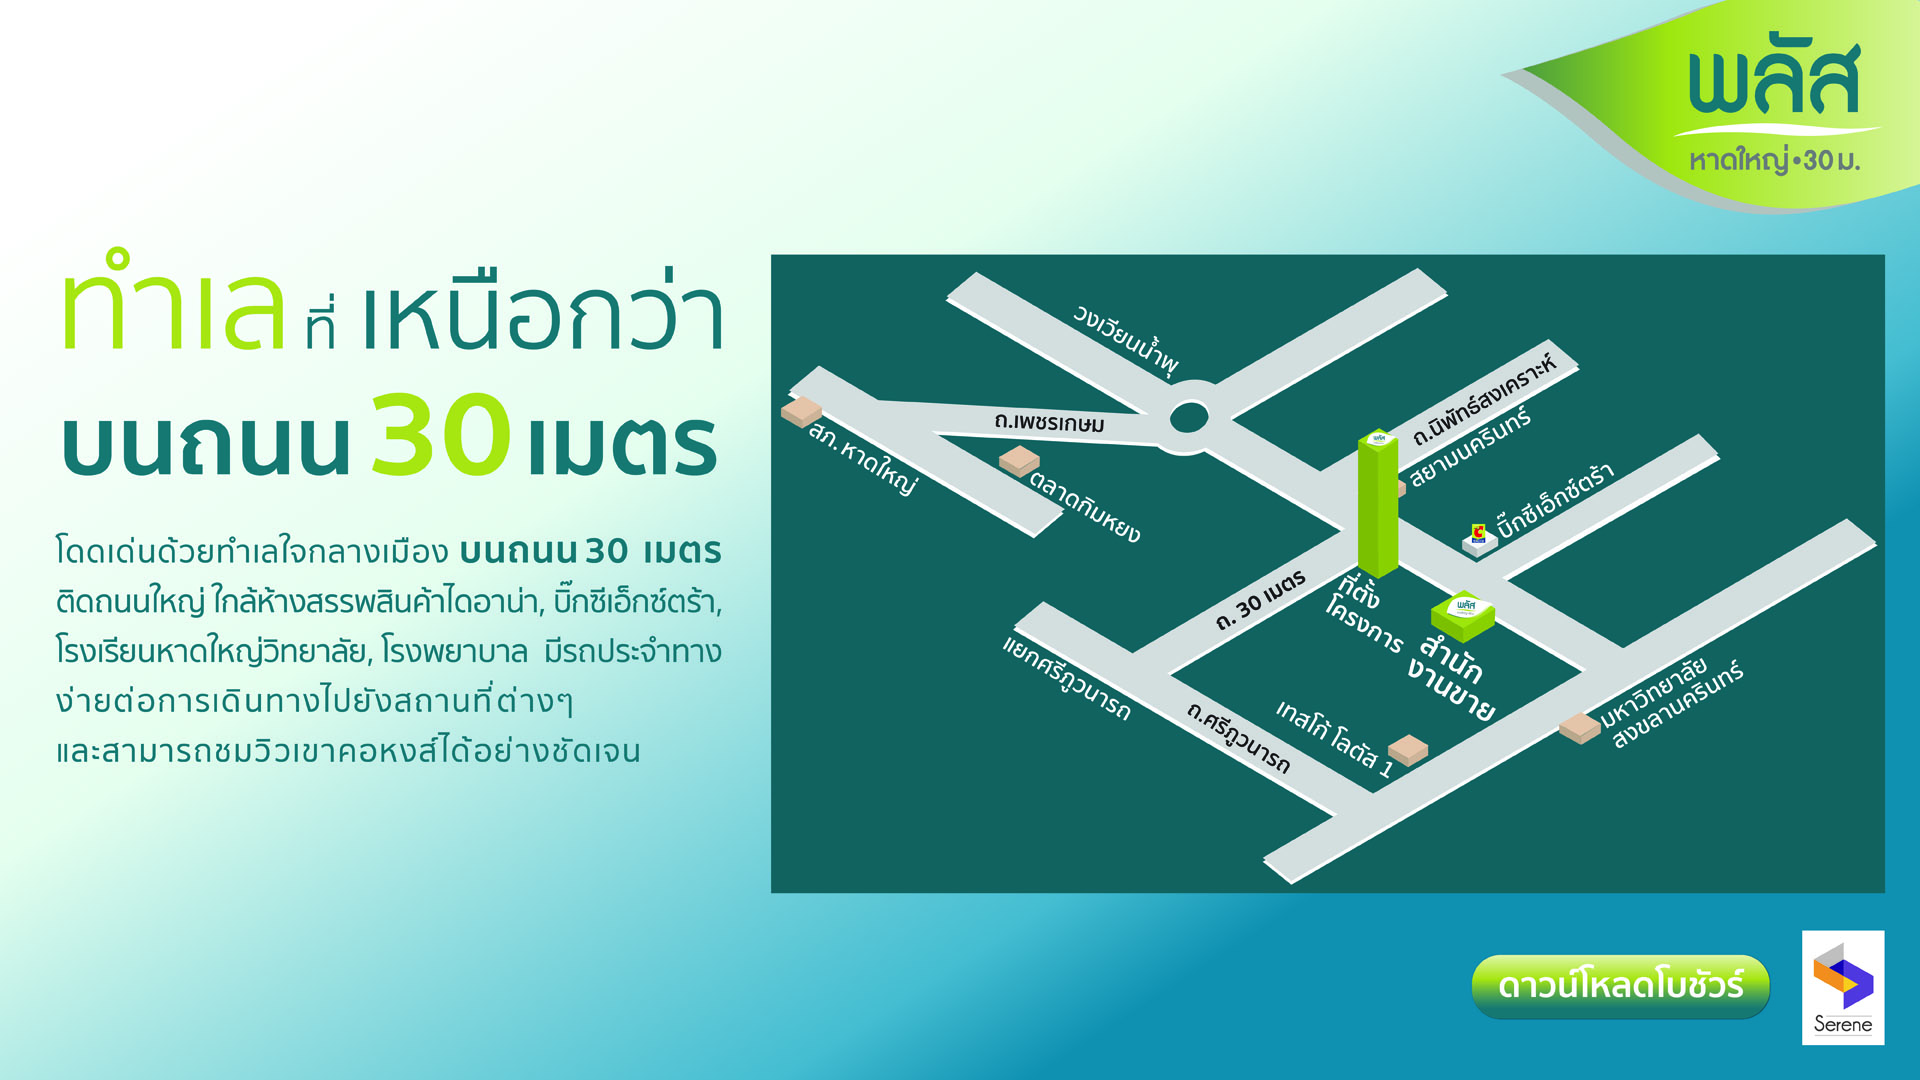 พลัส
หาดใหญ่•30 ม.
ทำเล ที่ เหนือกว่า
บนถนน 30 เมตร
โดดเด่นด้วยทำเลใจกลางเมือง บนถนน 30 เมตร
ติดถนนใหญ่ ใกล้ห้างสรรพสินค้าไดอาน่า, บิ๊กซีเอ็กซ์ตร้า,
โรงเรียนหาดใหญ่วิทยาลัย, โรงพยาบาล มีรถประจำทาง
ง่ายต่อการเดินทางไปยังสถานที่ต่างๆ
และสามารถชมวิวเขาคอหงส์ได้อย่างชัดเจน
วงเวียนน้ำพุ
ถ.เพชรเกษม
สภ. หาดใหญ่
ตลาดกิมหยง
ถ.นิพัทธ์สงเคราะห์
สยามนครินทร์
พลัส
บิ๊กซีเอ็กซ์ตร้า
ถ. 30 เมตร
ที่ตั้ง
โครงการ
พลัส
สำนัก
งานขาย
แยกศรีภูวนารถ
ถ.ศรีภูวนารถ
เทสโก้ โลตัส 1
มหาวิทยาลัย
สงขลานครินทร์
ดาวน์โหลดโบชัวร์
Serene